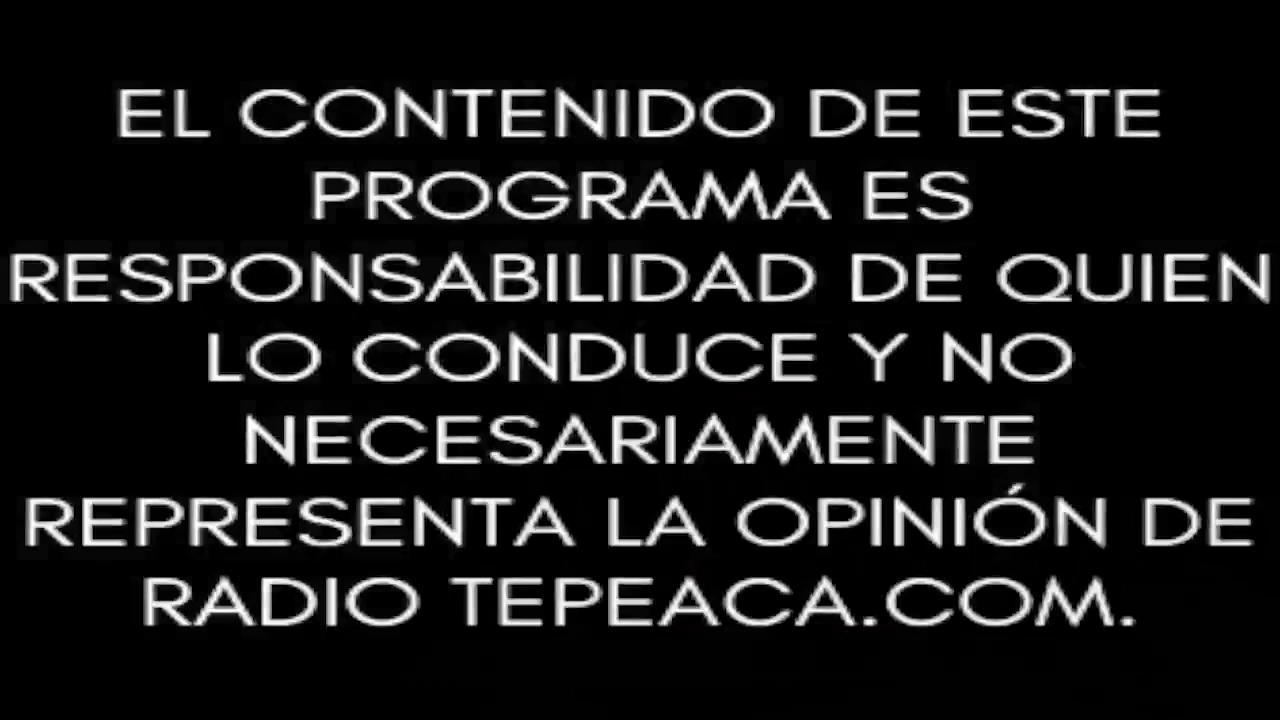 EL CONTENIDO DE ESTE
PROGRAMA ES
RESPONSABILIDAD DE QUIEN
LO CONDUCE Y NO
NECESARIAMENTE
REPRESENTA LA OPINIÓN DE
RADIO TEPEACA.COM.